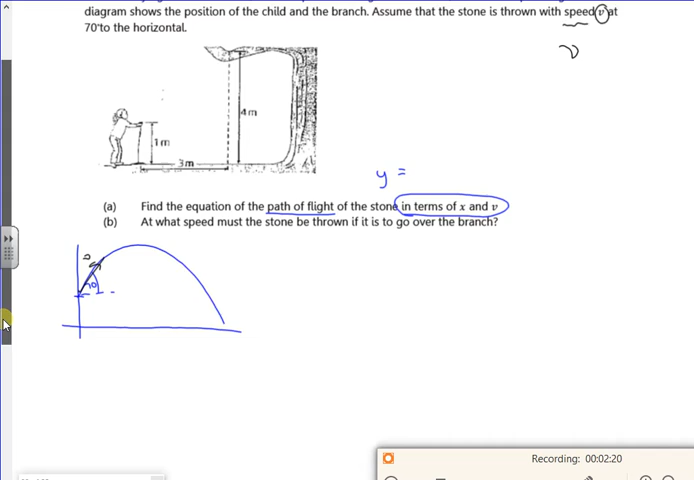 diagram shows the position of the child and the branch. Assume that the stone is thrown with speed v at
70°to the horizontal.
v
4m
1m
3m
y =
(a) Find the equation of the path of flight of the stone in terms of x and v
(b) At what speed must the stone be thrown if it is to go over the branch?
v
70
Recording: 00:02:20